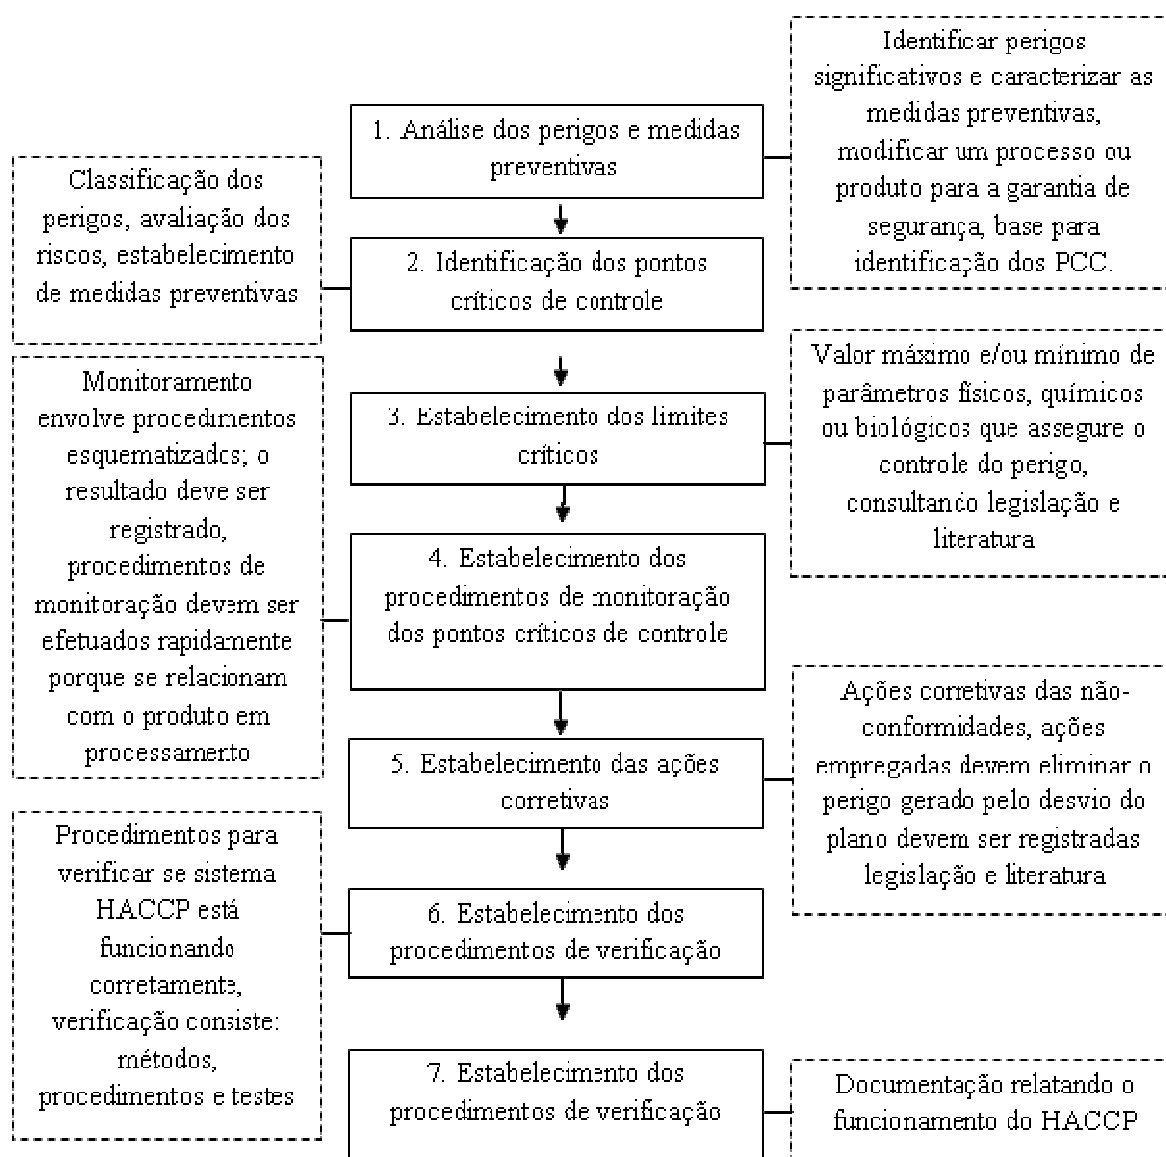 1. Análise dos perigos e medidas
preventivas
Identificar perigos
significativos e caracterizar as
medidas preventivas,
modificar um processo ou
produto para a garantia de
segurança, base para
identificação dos PCC.
2. Identificação dos pontos
críticos de controle
Classificação dos
perigos, avaliação dos
riscos, estabelecimento
de medidas preventivas
3. Estabelecimento dos limites
críticos
Valor máximo e/ou mínimo de
parâmetros físicos, químicos
ou biológicos que assegure o
controle do perigo,
consultando legislação e
literatura
4. Estabelecimento dos
procedimentos de monitoração
dos pontos críticos de controle
Monitoramento
envolve procedimentos
esquematizados; o
resultado deve ser
registrado,
procedimentos de
monitoração devem ser
efetuados rapidamente
porque se relacionam
com o produto em
processamento
5. Estabelecimento das ações
corretivas
Ações corretivas das não-
conformidades, ações
empregadas devem eliminar o
perigo gerado pelo desvio do
plano devem ser registradas
legislação e literatura
6. Estabelecimento dos
procedimentos de verificação
Procedimentos para
verificar se sistema
HACCP está
funcionando
corretamente,
verificação consiste:
métodos,
procedimentos e testes
7. Estabelecimento dos
procedimentos de verificação
Documentação relatando o
funcionamento do HACCP